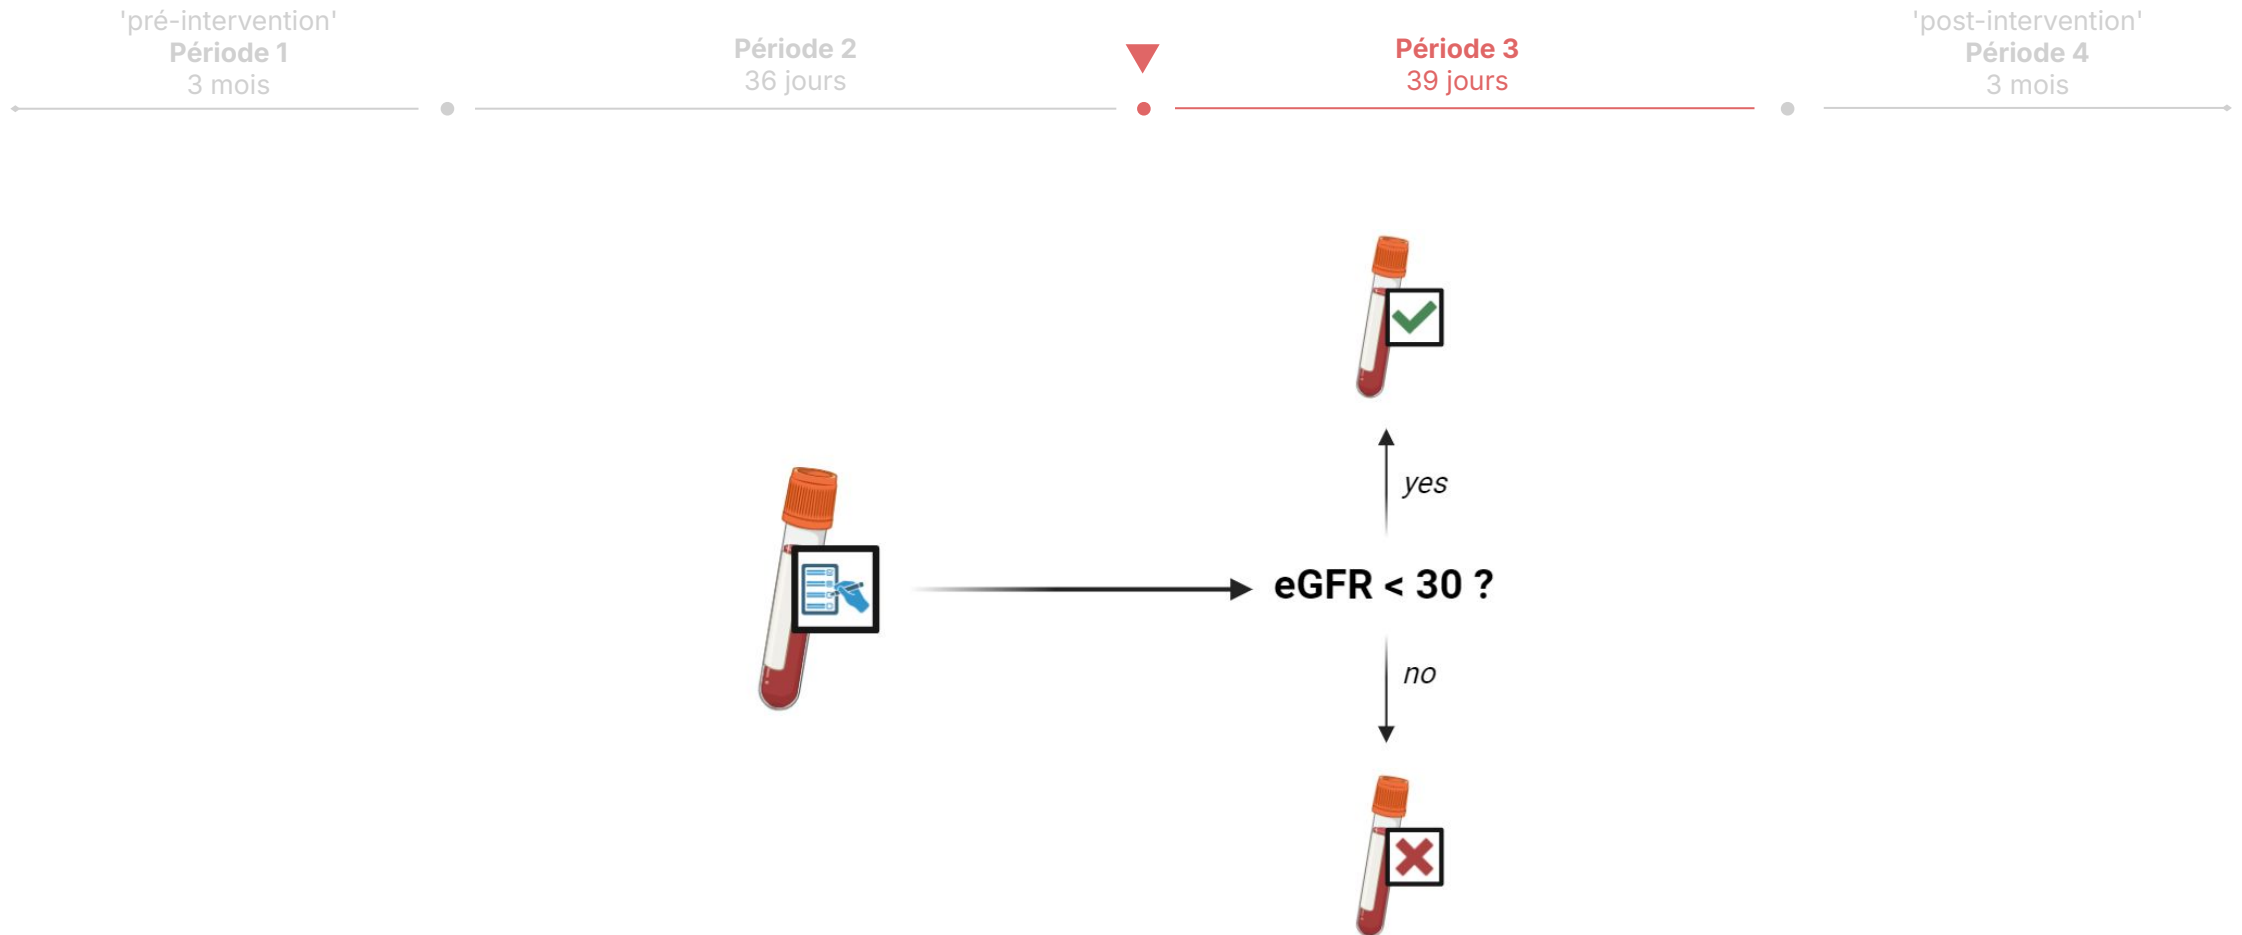 'pré-intervention'
Période 1
3 mois
Période 2
36 jours
Période 3
39 jours
'post-intervention'
Période 4
3 mois
yes
eGFR < 30 ?
no